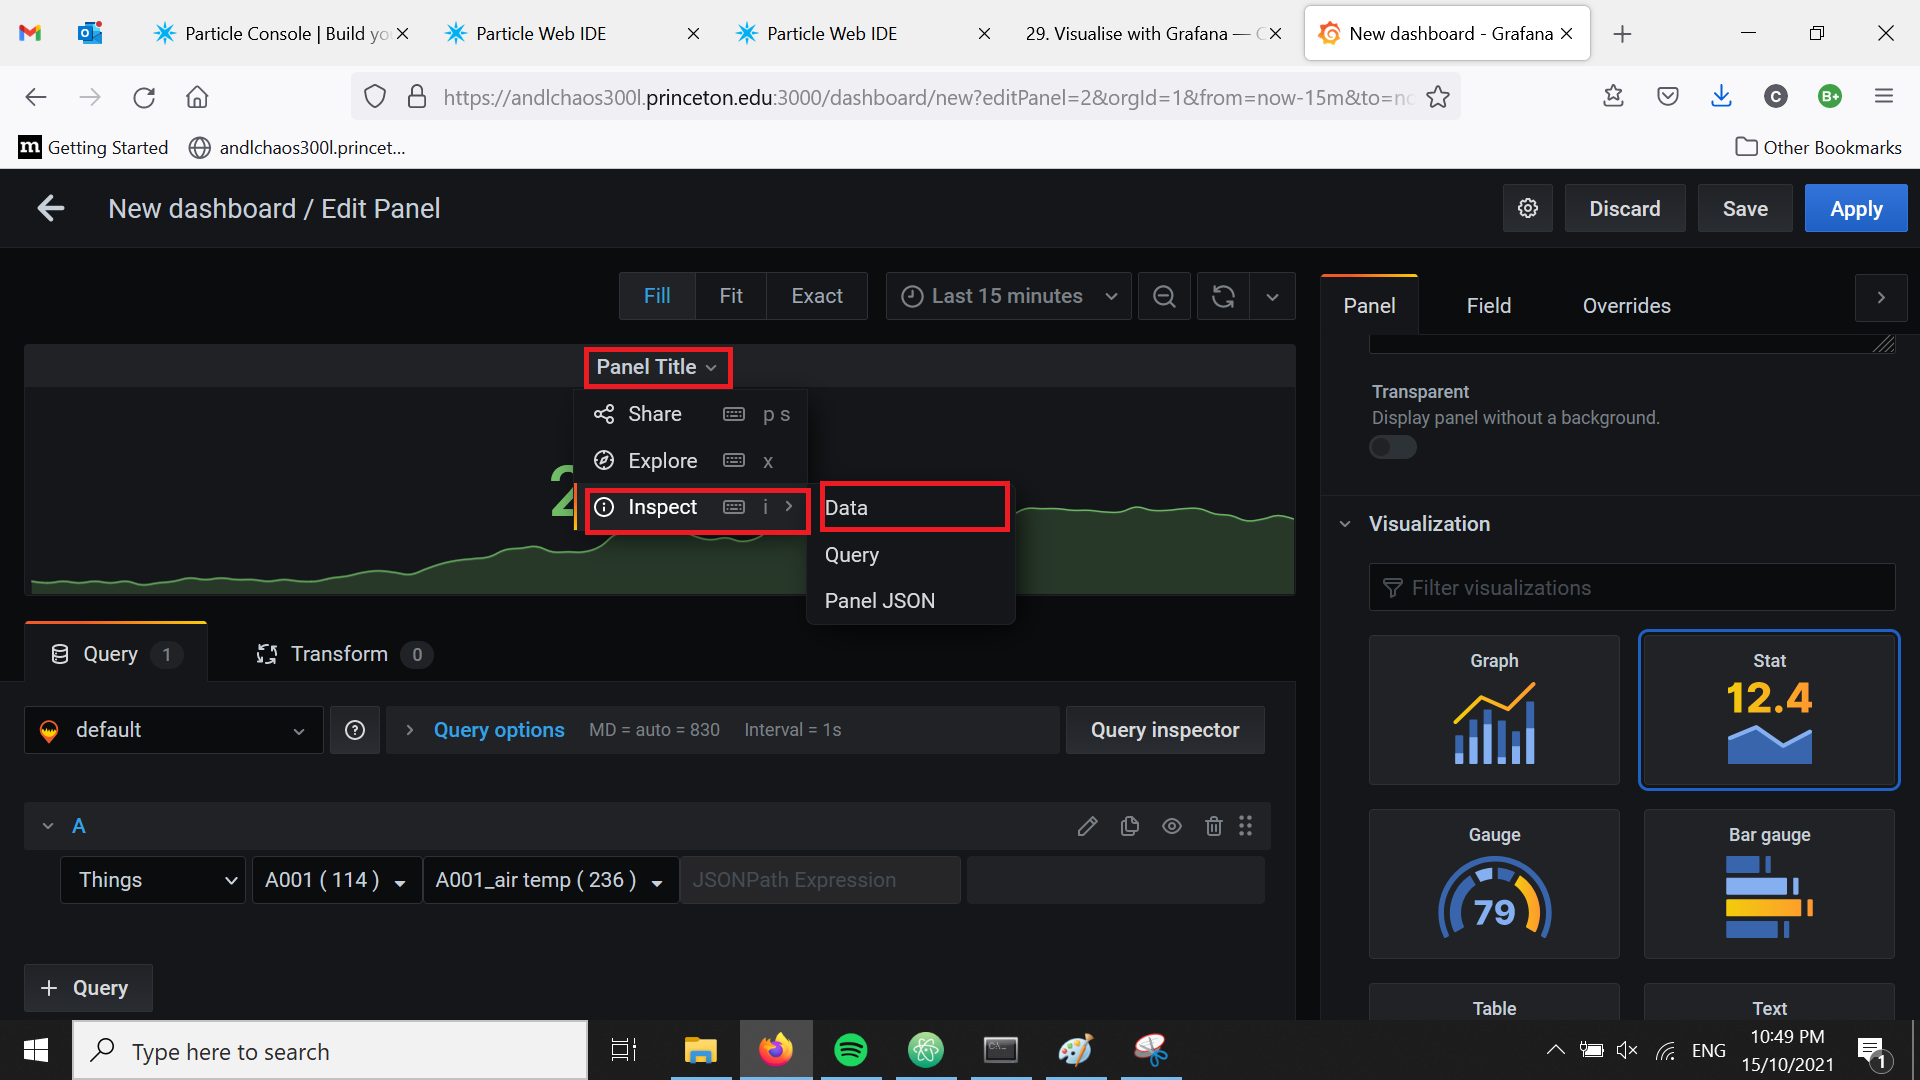 Particle Console | Build yo
Particle Web IDE
Particle Web IDE
29. Visualise with Grafana — C
New dashboard - Grafana
https://andlchaos300l.princeton.edu:3000/dashboard/new?editPanel=2&orgId=1&from=now-15m&to=nc
C
B+
m Getting Started
andlchaos300l.princet...
Other Bookmarks
New dashboard / Edit Panel
Discard
Save
Apply
Fill
Fit
Exact
Last 15 minutes
Panel
Field
Overrides
Panel Title
Share p s
Explore x
Inspect i
Data
Query
Panel JSON
2
Transparent
Display panel without a background.
Visualization
Filter visualizations
Graph
Stat
12.4
Gauge
79
Bar gauge
Table
Text
Query 1
Transform 0
default
Query options MD = auto = 830 Interval = 1s
Query inspector
A
Things
A001 ( 114 )
A001_air temp ( 236 )
JSONPath Expression
+ Query
Type here to search
ENG
10:49 PM
15/10/2021
1